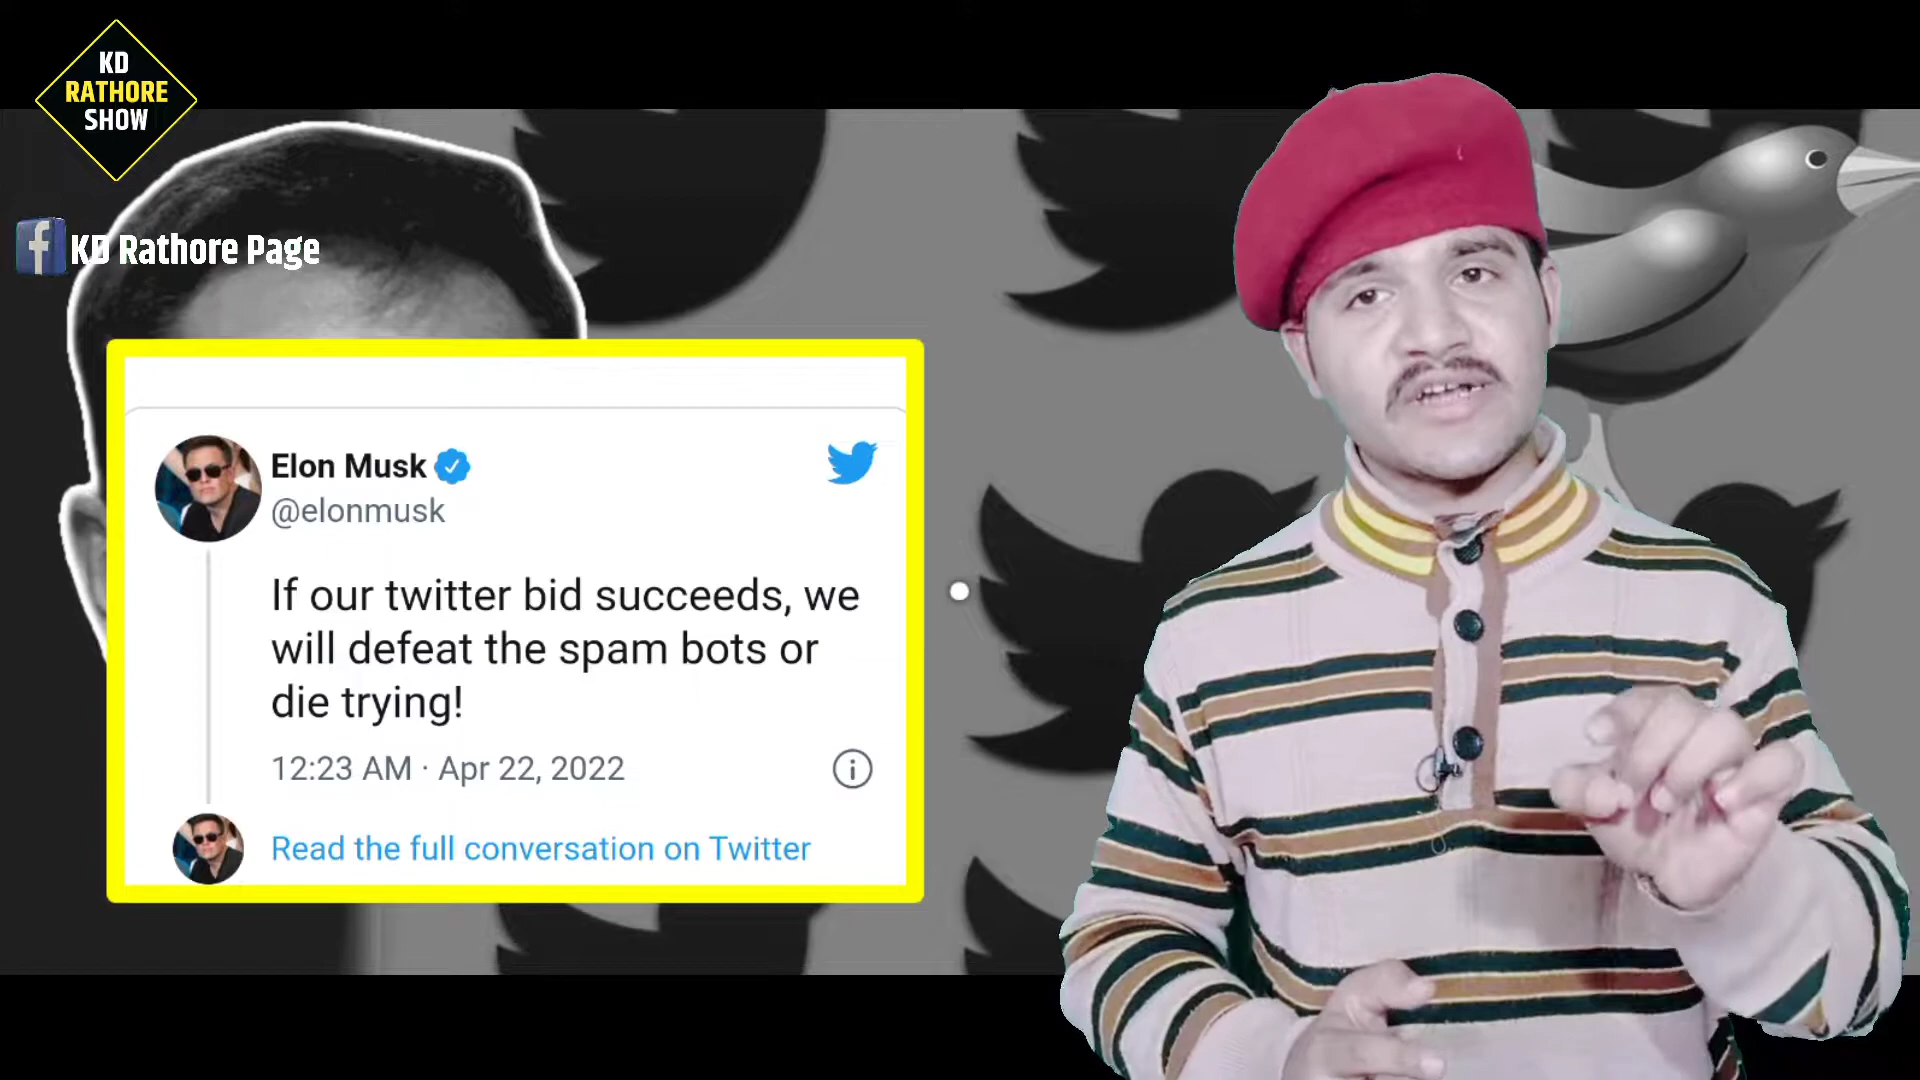 KD
RATHORE
SHOW
KD Rathore Page
Elon Musk
@elonmusk
If our twitter bid succeeds, we
will defeat the spam bots or
die trying!
12:23 AM · Apr 22, 2022
Read the full conversation on Twitter